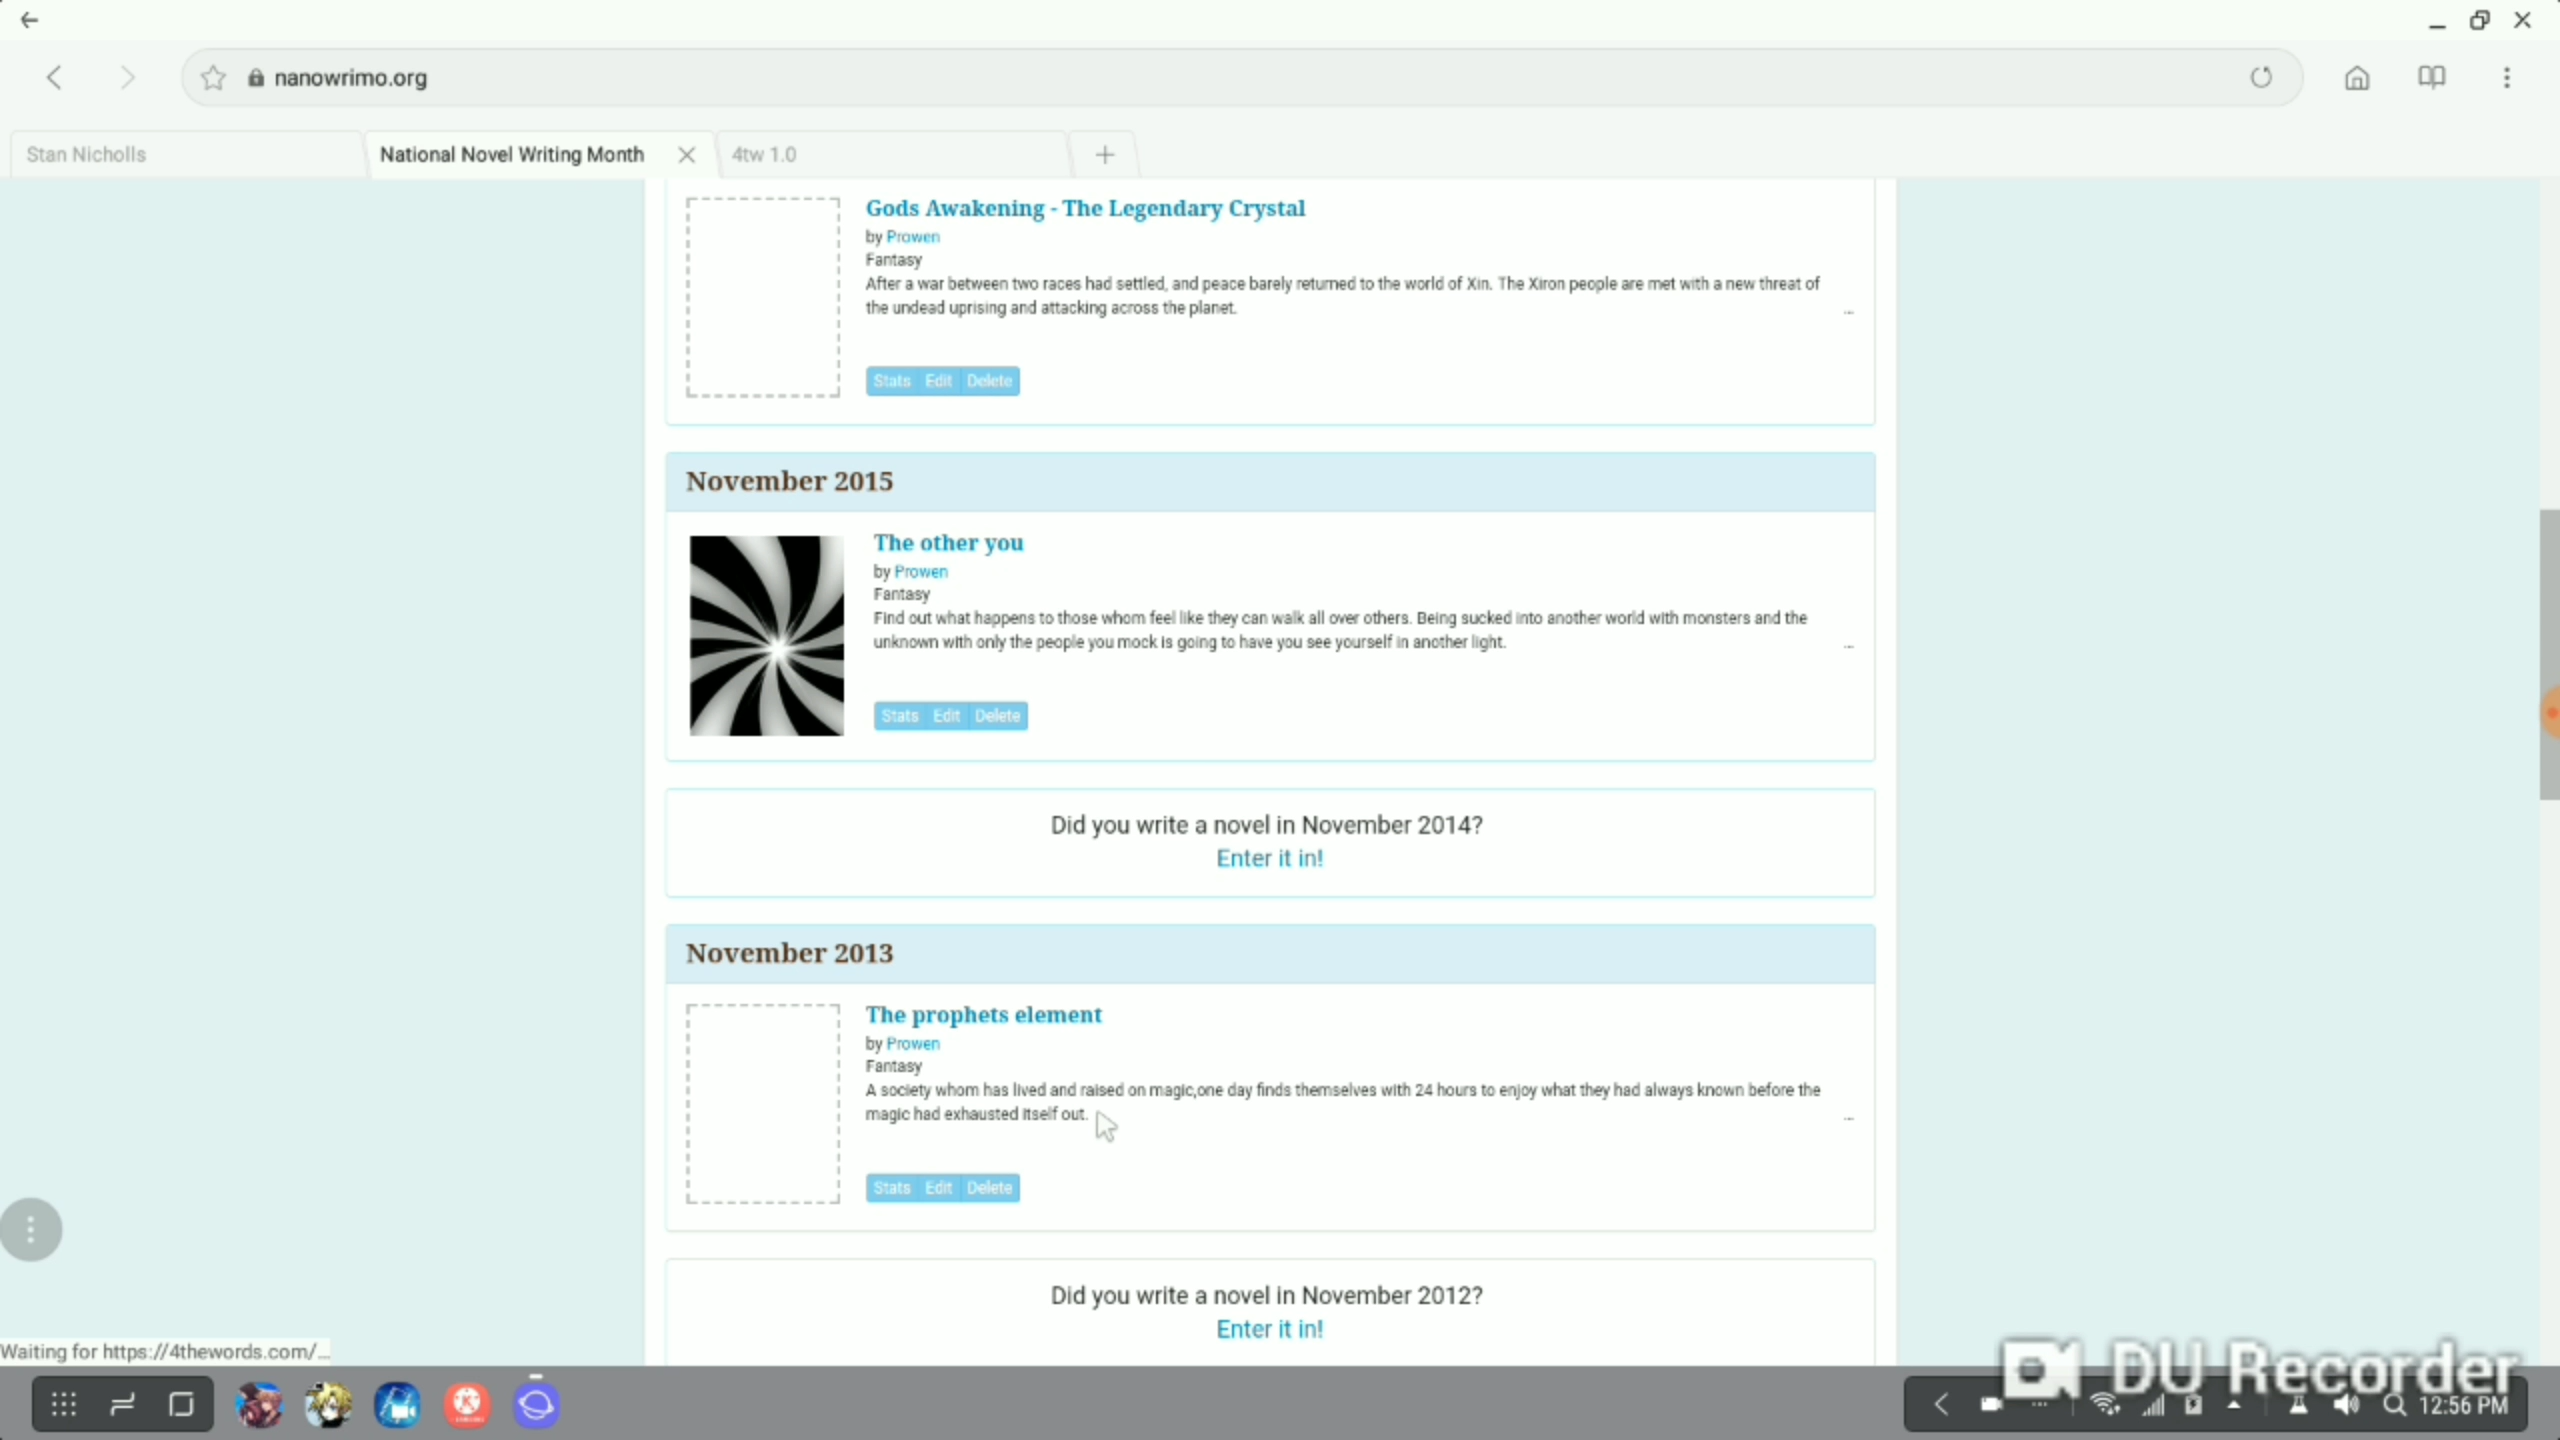 nanowrimo.org
Stan Nicholls
National Novel Writing Month
4tw 1.0
Gods Awakening - The Legendary Crystal
by Prowen
Fantasy
After a war between two races had settled, and peace barely returned to the world of Xin. The Xiron people are met with a new threat of
the undead uprising and attacking across the planet.
...
Stats Edit Delete
November 2015
The other you
by Prowen
Fantasy
Find out what happens to those whom feel like they can walk all over others. Being sucked into another world with monsters and the
unknown with only the people you mock is going to have you see yourself in another light.
...
Stats Edit Delete
Did you write a novel in November 2014?
Enter it in!
November 2013
The prophets element
by Prowen
Fantasy
A society whom has lived and raised on magic,one day finds themselves with 24 hours to enjoy what they had always known before the
magic had exhausted itself out.
...
Stats Edit Delete
Did you write a novel in November 2012?
Enter it in!
Waiting for https://4thewords.com/...
DU Recorder
12:56 PM